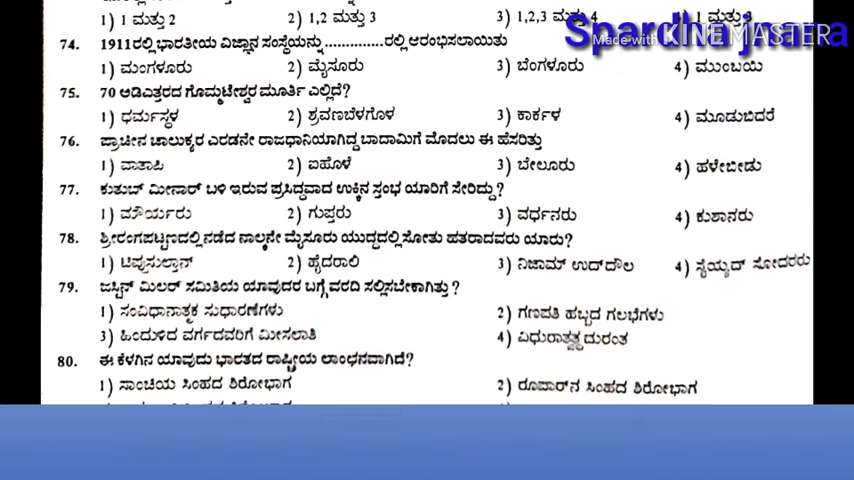 1) 1 ಮತ್ತು 2 2) 1,2 ಮತ್ತು 3 3) 1,2,3 ಮತ್ತು 4 1 ಮತ್ತು
Spardha jnana
Made with KINEMASTER
74. 1911ರಲ್ಲಿ ಭಾರತೀಯ ವಿಜ್ಞಾನ ಸಂಸ್ಥೆಯನ್ನು ..............ರಲ್ಲಿ ಆರಂಭಿಸಲಾಯಿತು
1) ಮಂಗಳೂರು 2) ಮೈಸೂರು 3) ಬೆಂಗಳೂರು 4) ಮುಂಬಯಿ
75. 70 ಅಡಿಎತ್ತರದ ಗೊಮ್ಮಟೇಶ್ವರ ಮೂರ್ತಿ ಎಲ್ಲಿದೆ?
1) ಧರ್ಮಸ್ಥಳ 2) ಶ್ರವಣಬೆಳಗೊಳ 3) ಕಾರ್ಕಳ 4) ಮೂಡುಬಿದರೆ
76. ಪ್ರಾಚೀನ ಚಾಲುಕ್ಯರ ಎರಡನೇ ರಾಜಧಾನಿಯಾಗಿದ್ದ ಬಾದಾಮಿಗೆ ಮೊದಲು ಈ ಹೆಸರಿತ್ತು
1) ವಾತಾಪಿ 2) ಐಹೊಳೆ 3) ಬೇಲೂರು 4) ಹಳೇಬೀಡು
77. ಕುತುಬ್ ಮೀನಾರ್ ಬಳಿ ಇರುವ ಪ್ರಸಿದ್ಧವಾದ ಉಕ್ಕಿನ ಸ್ತಂಭ ಯಾರಿಗೆ ಸೇರಿದ್ದು?
1) ಮೌರ್ಯರು 2) ಗುಪ್ತರು 3) ವರ್ಧನರು 4) ಕುಶಾನರು
78. ಶ್ರೀರಂಗಪಟ್ಟಣದಲ್ಲಿ ನಡೆದ ನಾಲ್ಕನೇ ಮೈಸೂರು ಯುದ್ಧದಲ್ಲಿ ಸೋತು ಹತರಾದವರು ಯಾರು?
1) ಟಿಪ್ಪುಸುಲ್ತಾನ್ 2) ಹೈದರಾಲಿ 3) ನಿಜಾಮ್ ಉದ್‌ದೌಲ 4) ಸೈಯ್ಯದ್ ಸೋದರರು
79. ಜಸ್ಟಿನ್ ಮಿಲರ್ ಸಮಿತಿಯು ಯಾವುದರ ಬಗ್ಗೆ ವರದಿ ಸಲ್ಲಿಸಬೇಕಾಗಿತ್ತು?
1) ಸಂವಿಧಾನಾತ್ಮಕ ಸುಧಾರಣೆಗಳು 2) ಗಣಪತಿ ಹಬ್ಬದ ಗಲಭೆಗಳು
3) ಹಿಂದುಳಿದ ವರ್ಗದವರಿಗೆ ಮೀಸಲಾತಿ 4) ವಿಧುರಾಶ್ವತ್ಥ ದುರಂತ
80. ಈ ಕೆಳಗಿನ ಯಾವುದು ಭಾರತದ ರಾಷ್ಟ್ರೀಯ ಲಾಂಛನವಾಗಿದೆ?
1) ಸಾಂಚಿಯ ಸಿಂಹದ ಶಿರೋಭಾಗ 2) ರೂಪಾರ್‌ನ ಸಿಂಹದ ಶಿರೋಭಾಗ